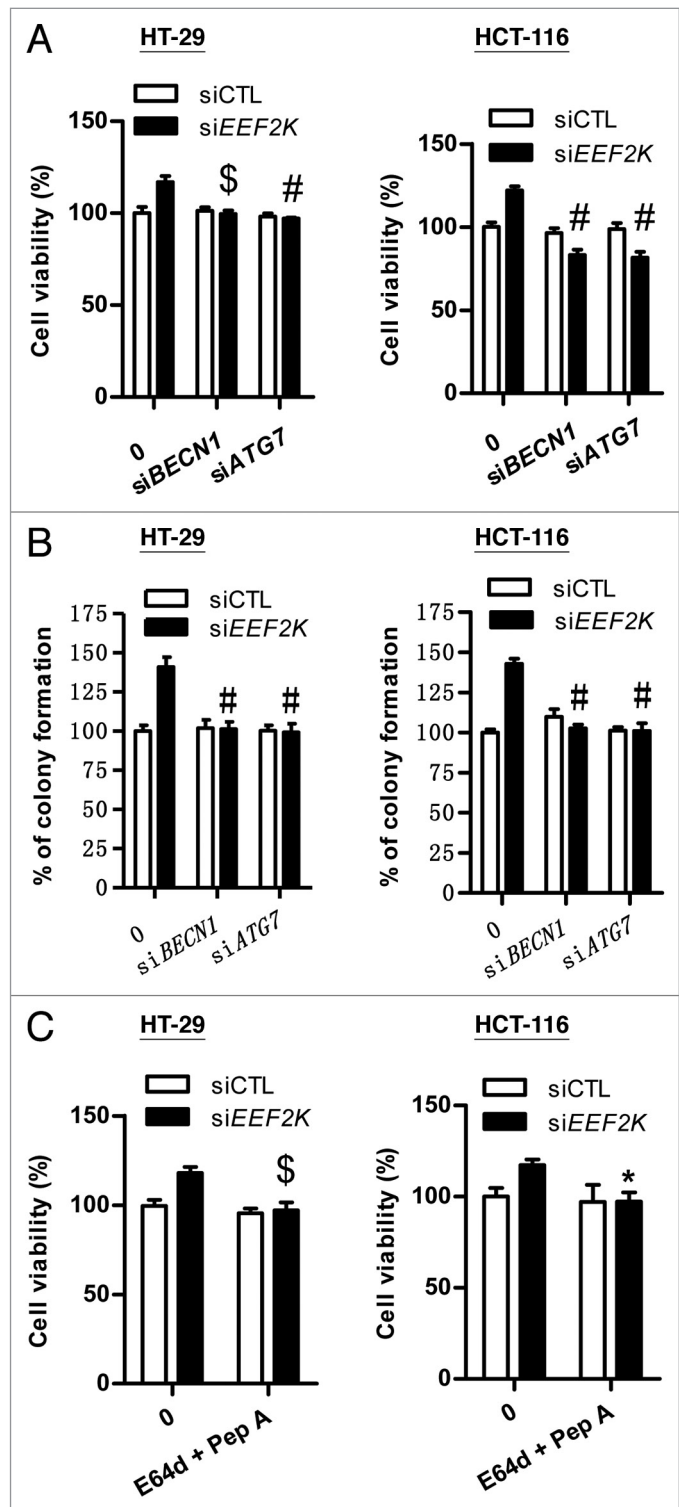 A
HT-29
HCT-116
siCTL
siEEF2K
Cell viability (%)
150
100
50
0
$
#
0
siBECN1
siATG7
siCTL
siEEF2K
Cell viability (%)
150
100
50
0
#
#
0
siBECN1
siATG7
B
HT-29
HCT-116
siCTL
siEEF2K
% of colony formation
175
150
125
100
75
50
25
0
#
#
0
siBECN1
siATG7
siCTL
siEEF2K
% of colony formation
175
150
125
100
75
50
25
0
#
#
0
siBECN1
siATG7
C
HT-29
HCT-116
siCTL
siEEF2K
Cell viability (%)
150
100
50
0
$
0
E64d + Pep A
siCTL
siEEF2K
Cell viability (%)
150
100
50
0
*
0
E64d + Pep A